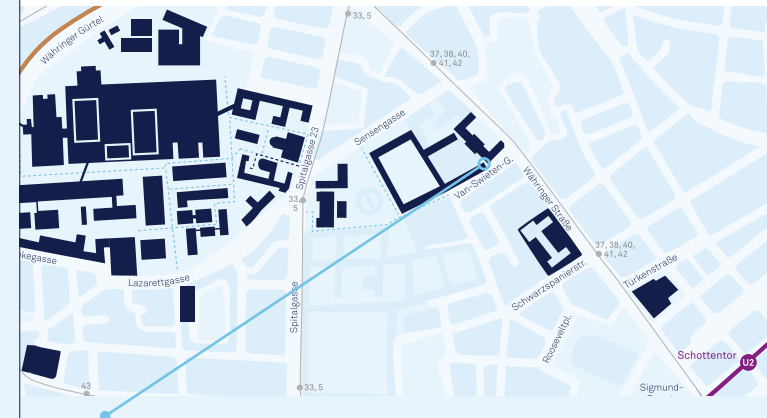 33, 5
Währinger Gürtel
37, 38, 40,
41, 42
Sensengasse
Spitalgasse 23
Van-Swieten-G.
Währinger Straße
33,
5
37, 38, 40,
41, 42
kegasse
Türkenstraße
Lazarettgasse
Schwarzspanierstr.
Spitalgasse
Rooseveltpl.
Schottentor
U2
43
33, 5
Sigmund-